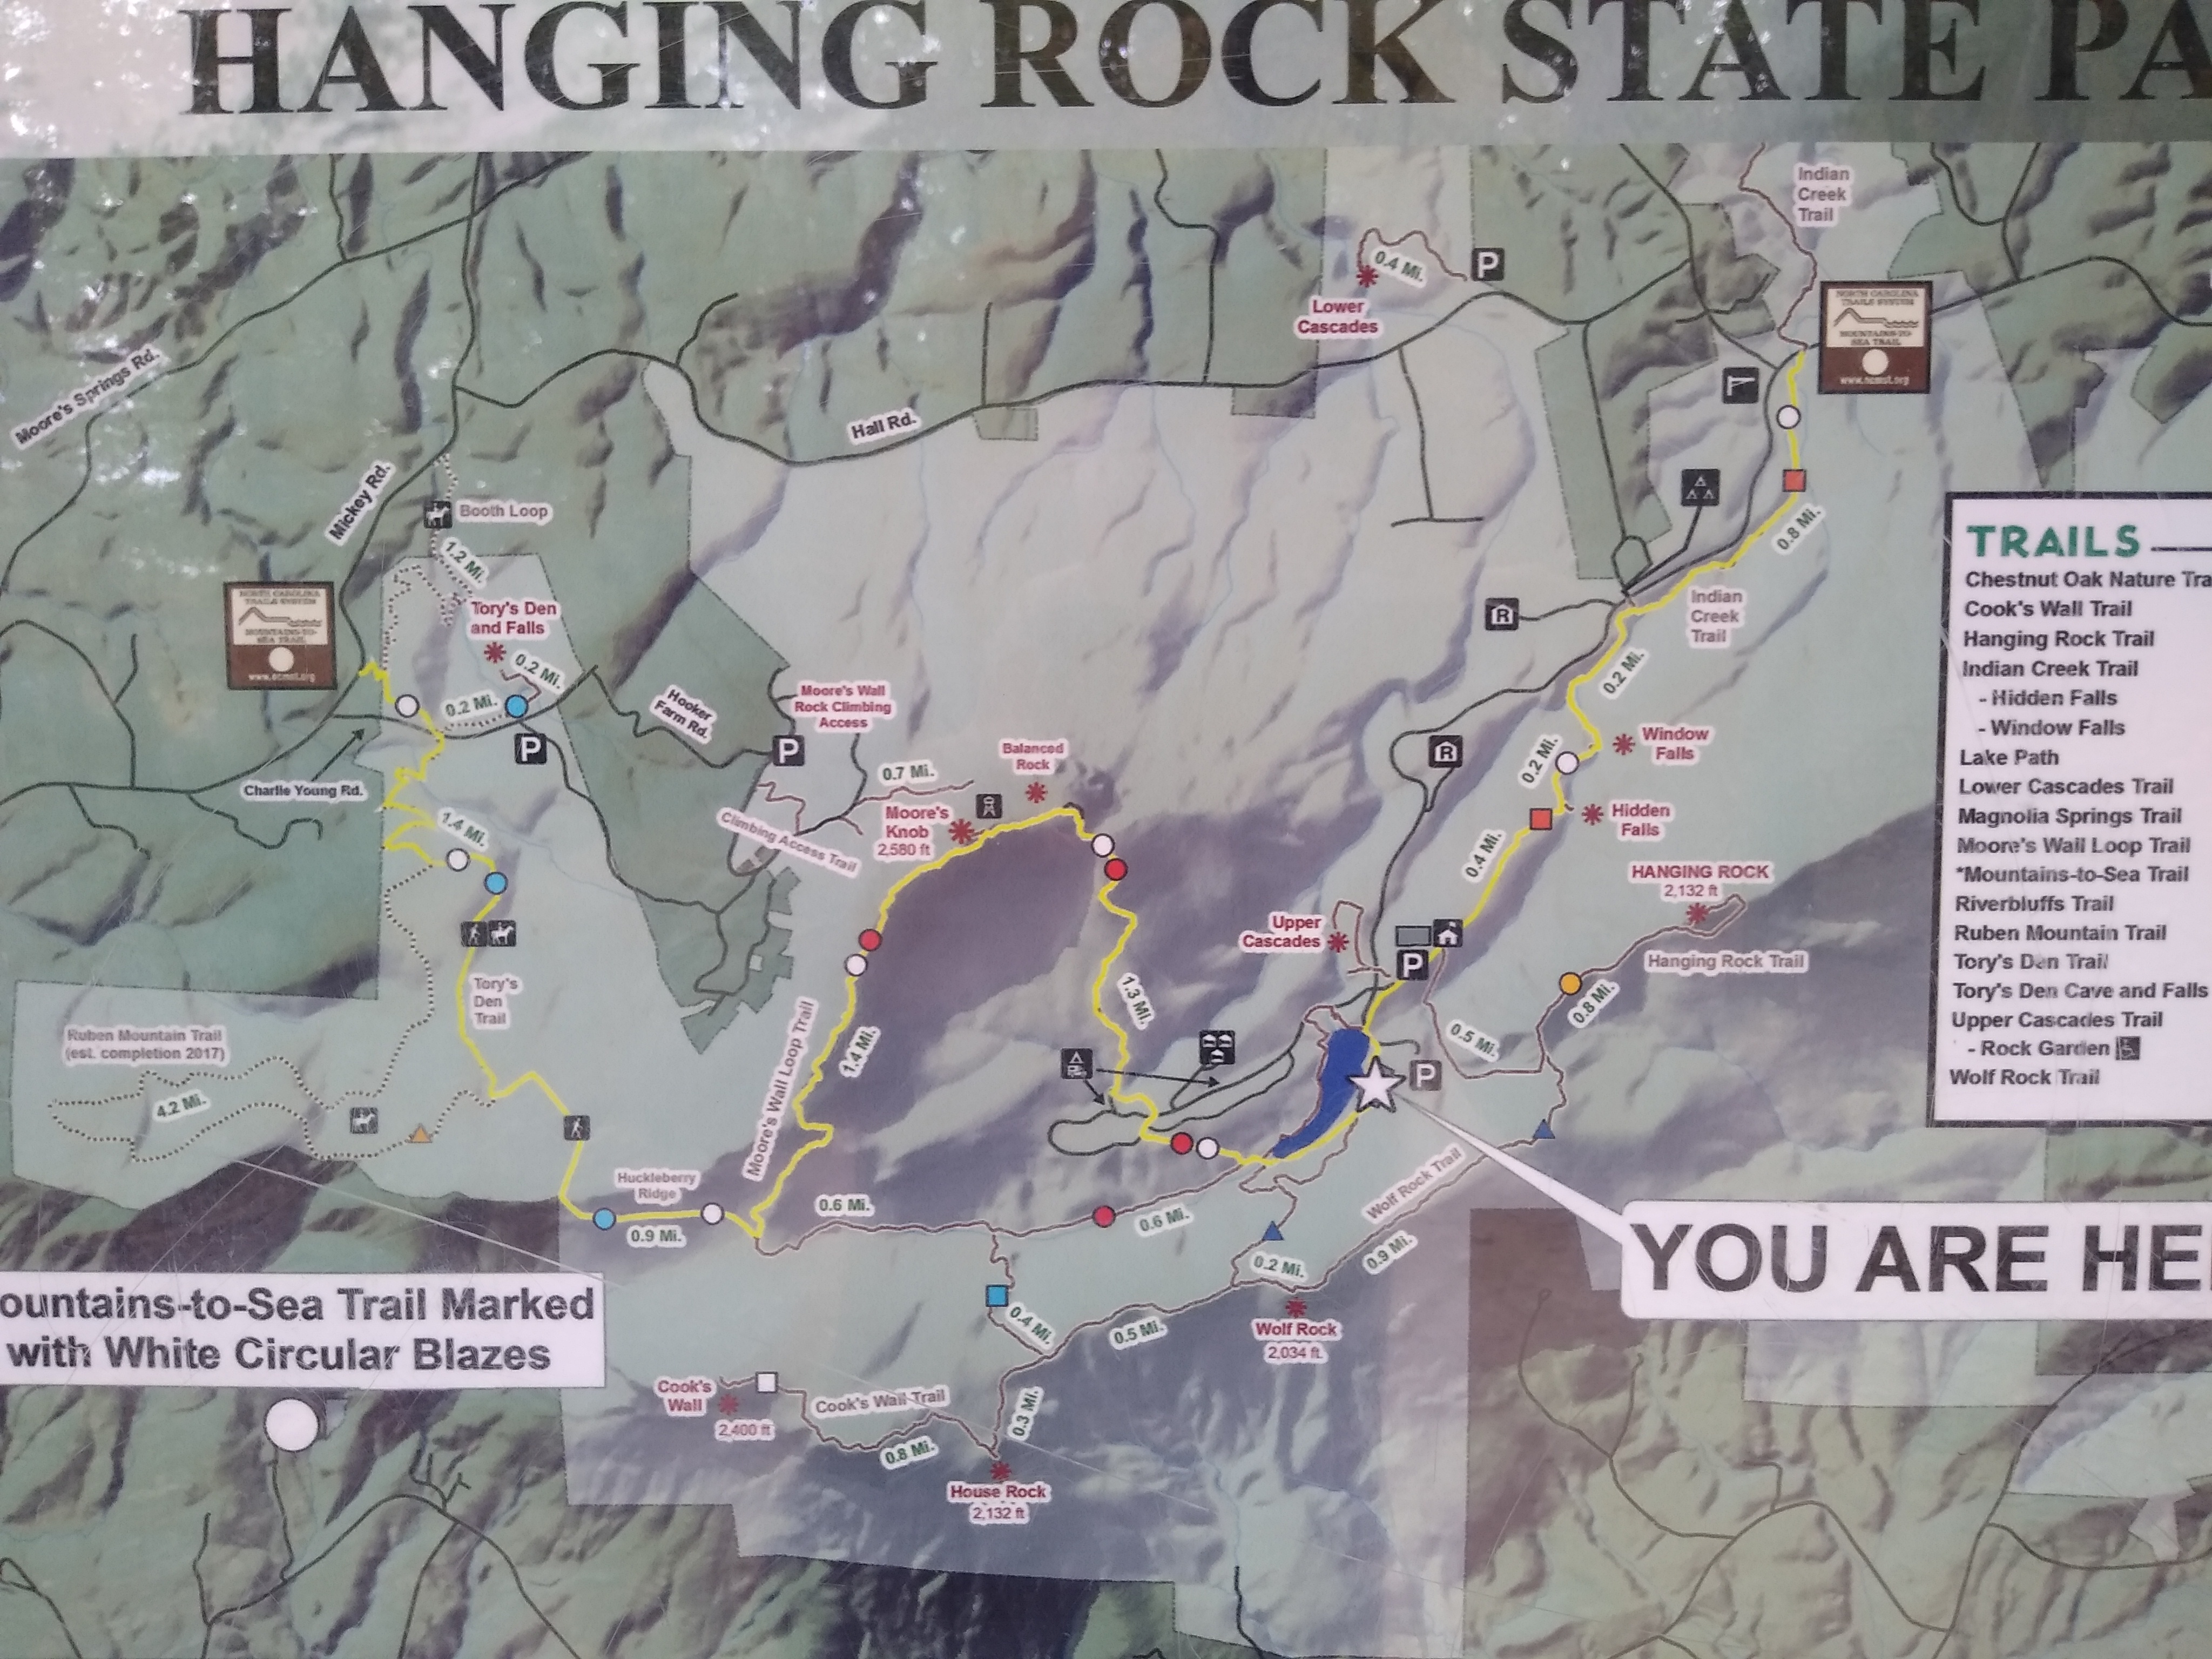 HANGING ROCK STATE PA
Indian
Creek
Trail
0.4 Mi.
P
Lower
Cascades
NORTH CAROLINA
TRAILS SYSTEM
MOUNTAINS-TO-
SEA TRAIL
www.ncmst.org
Moore's Springs Rd.
Hall Rd.
Mickey Rd.
Booth Loop
1.2 Mi.
0.8 Mi.
NORTH CAROLINA
TRAILS SYSTEM
MOUNTAINS-TO-
SEA TRAIL
www.ncmst.org
Tory's Den
and Falls
0.2 Mi.
0.2 Mi.
P
Charlie Young Rd.
Hooker
Farm Rd.
Moore's Wall
Rock Climbing
Access
P
R
Indian
Creek
Trail
0.2 Mi.
R
Window
Falls
0.2 Mi.
Balanced
Rock
0.7 Mi.
Moore's
Knob
2,580 ft
Climbing Access Trail
Hidden
Falls
0.4 Mi.
1.4 Mi.
HANGING ROCK
2,132 ft
Upper
Cascades
P
Hanging Rock Trail
0.8 Mi.
0.5 Mi.
Tory's
Den
Trail
1.3 Mi.
Ruben Mountain Trail
(est. completion 2017)
4.2 Mi.
Moore's Wall Loop Trail
1.4 Mi.
P
Huckleberry
Ridge
0.9 Mi.
0.6 Mi.
0.6 Mi.
Wolf Rock Trail
0.9 Mi.
0.2 Mi.
0.4 Mi.
0.5 Mi.
Wolf Rock
2,034 ft.
Cook's
Wall
2,400 ft
Cook's Wall Trail
0.8 Mi.
0.3 Mi.
House Rock
2,132 ft
YOU ARE HE
ountains-to-Sea Trail Marked
with White Circular Blazes
TRAILS
Chestnut Oak Nature Tra
Cook's Wall Trail
Hanging Rock Trail
Indian Creek Trail
- Hidden Falls
- Window Falls
Lake Path
Lower Cascades Trail
Magnolia Springs Trail
Moore's Wall Loop Trail
*Mountains-to-Sea Trail
Riverbluffs Trail
Ruben Mountain Trail
Tory's Den Trail
Tory's Den Cave and Falls
Upper Cascades Trail
- Rock Garden
Wolf Rock Trail